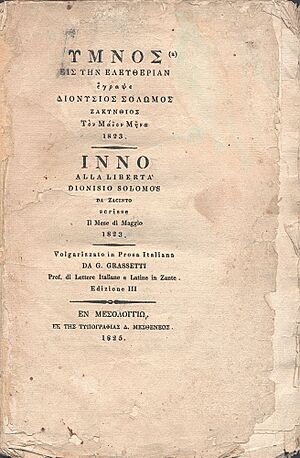 ΥΜΝΟΣ (a)
ΕΙΣ ΤΗΝ ΕΛΕΥΘΕΡΙΑΝ
ἔγραψε
ΔΙΟΝΥΣΙΟΣ ΣΟΛΩΜΟΣ
ΖΑΚΥΝΘΙΟΣ
Τὸν Μάϊον Μῆνα
1823.
INNO
ALLA LIBERTA'
DIONISIO SOLOMOS
DA ZACINTO
scrisse
Il Mese di Maggio
1823.
Volgarizzato in Prosa Italiana
DA G. GRASSETTI
Prof. di Lettere Italiane e Latine in Zante.
Edizione III
ΕΝ ΜΕΣΟΛΟΓΓΙῼ,
ΕΚ ΤΗΣ ΤΥΠΟΓΡΑΦΙΑΣ Δ. ΜΕΣΘΕΝΕΟΣ.
1825.